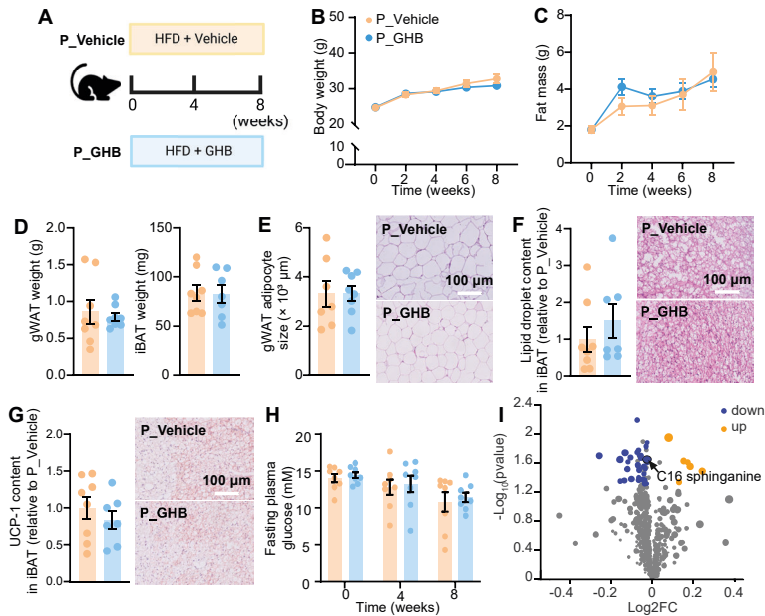 A
P_Vehicle
HFD + Vehicle
0
4
8
(weeks)
P_GHB
HFD + GHB
B
P_Vehicle
P_GHB
Body weight (g)
50
40
30
20
10
0
0 2 4 6 8
Time (weeks)
C
Fat mass (g)
8
6
4
2
0
0 2 4 6 8
Time (weeks)
D
gWAT weight (g)
2.0
1.5
1.0
0.5
0.0
iBAT weight (mg)
150
100
50
0
E
gWAT adipocyte
size (× 10³ μm)
6
4
2
0
P_Vehicle
100 μm
P_GHB
F
Lipid droplet content
in iBAT (relative to P_Vehicle)
4
3
2
1
0
P_Vehicle
100 μm
P_GHB
G
UCP-1 content
in iBAT (relative to P_Vehicle)
2.0
1.5
1.0
0.5
0.0
P_Vehicle
100 μm
P_GHB
H
Fasting plasma
glucose (mM)
20
15
10
5
0
0 4 8
Time (weeks)
I
-Log₁₀(pvalue)
2.4
2.0
1.6
1.2
0.8
0.4
0
down
up
C16 sphinganine
-0.4 -0.2 0 0.2 0.4
Log2FC